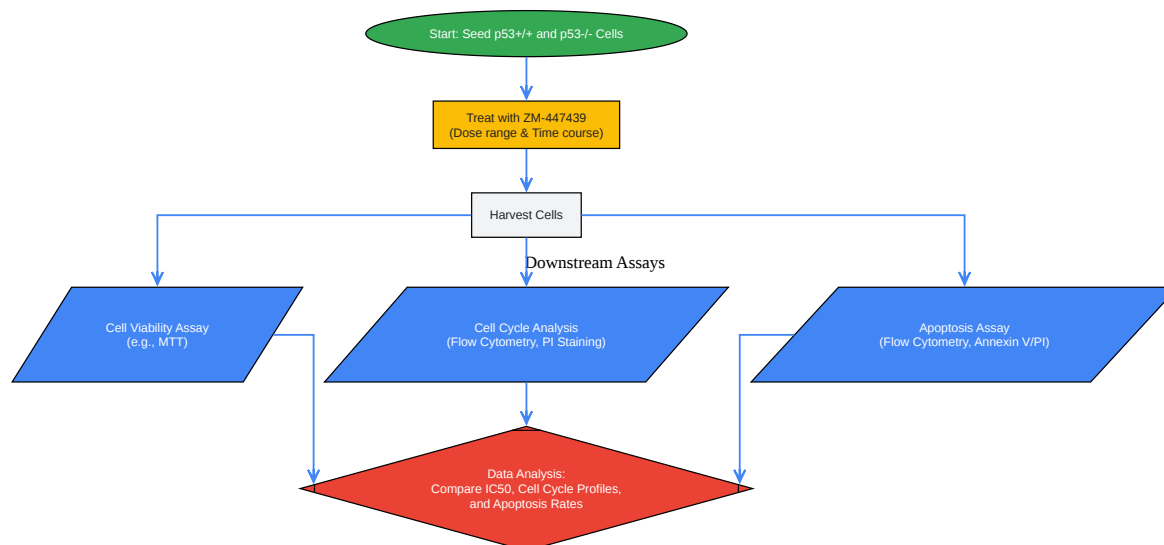 Start: Seed p53+/+ and p53-/- Cells
Treat with ZM-447439
(Dose range & Time course)
Harvest Cells
Downstream Assays
Cell Viability Assay
(e.g., MTT)
Cell Cycle Analysis
(Flow Cytometry, PI Staining)
Apoptosis Assay
(Flow Cytometry, Annexin V/PI)
Data Analysis:
Compare IC50, Cell Cycle Profiles,
and Apoptosis Rates